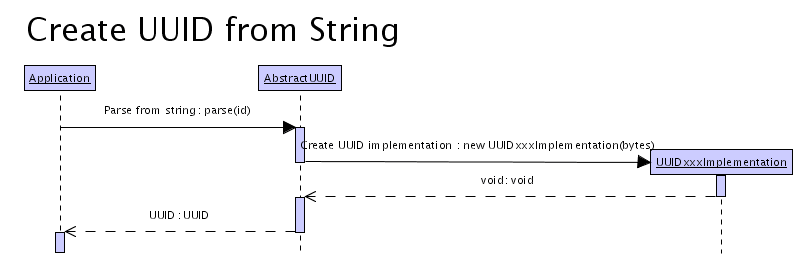 Create UUID from String
Application
AbstractUUID
Parse from string : parse(id)
Create UUID implementation : new UUIDxxxImplementation(bytes)
UUIDxxxImplementation
void : void
UUID : UUID